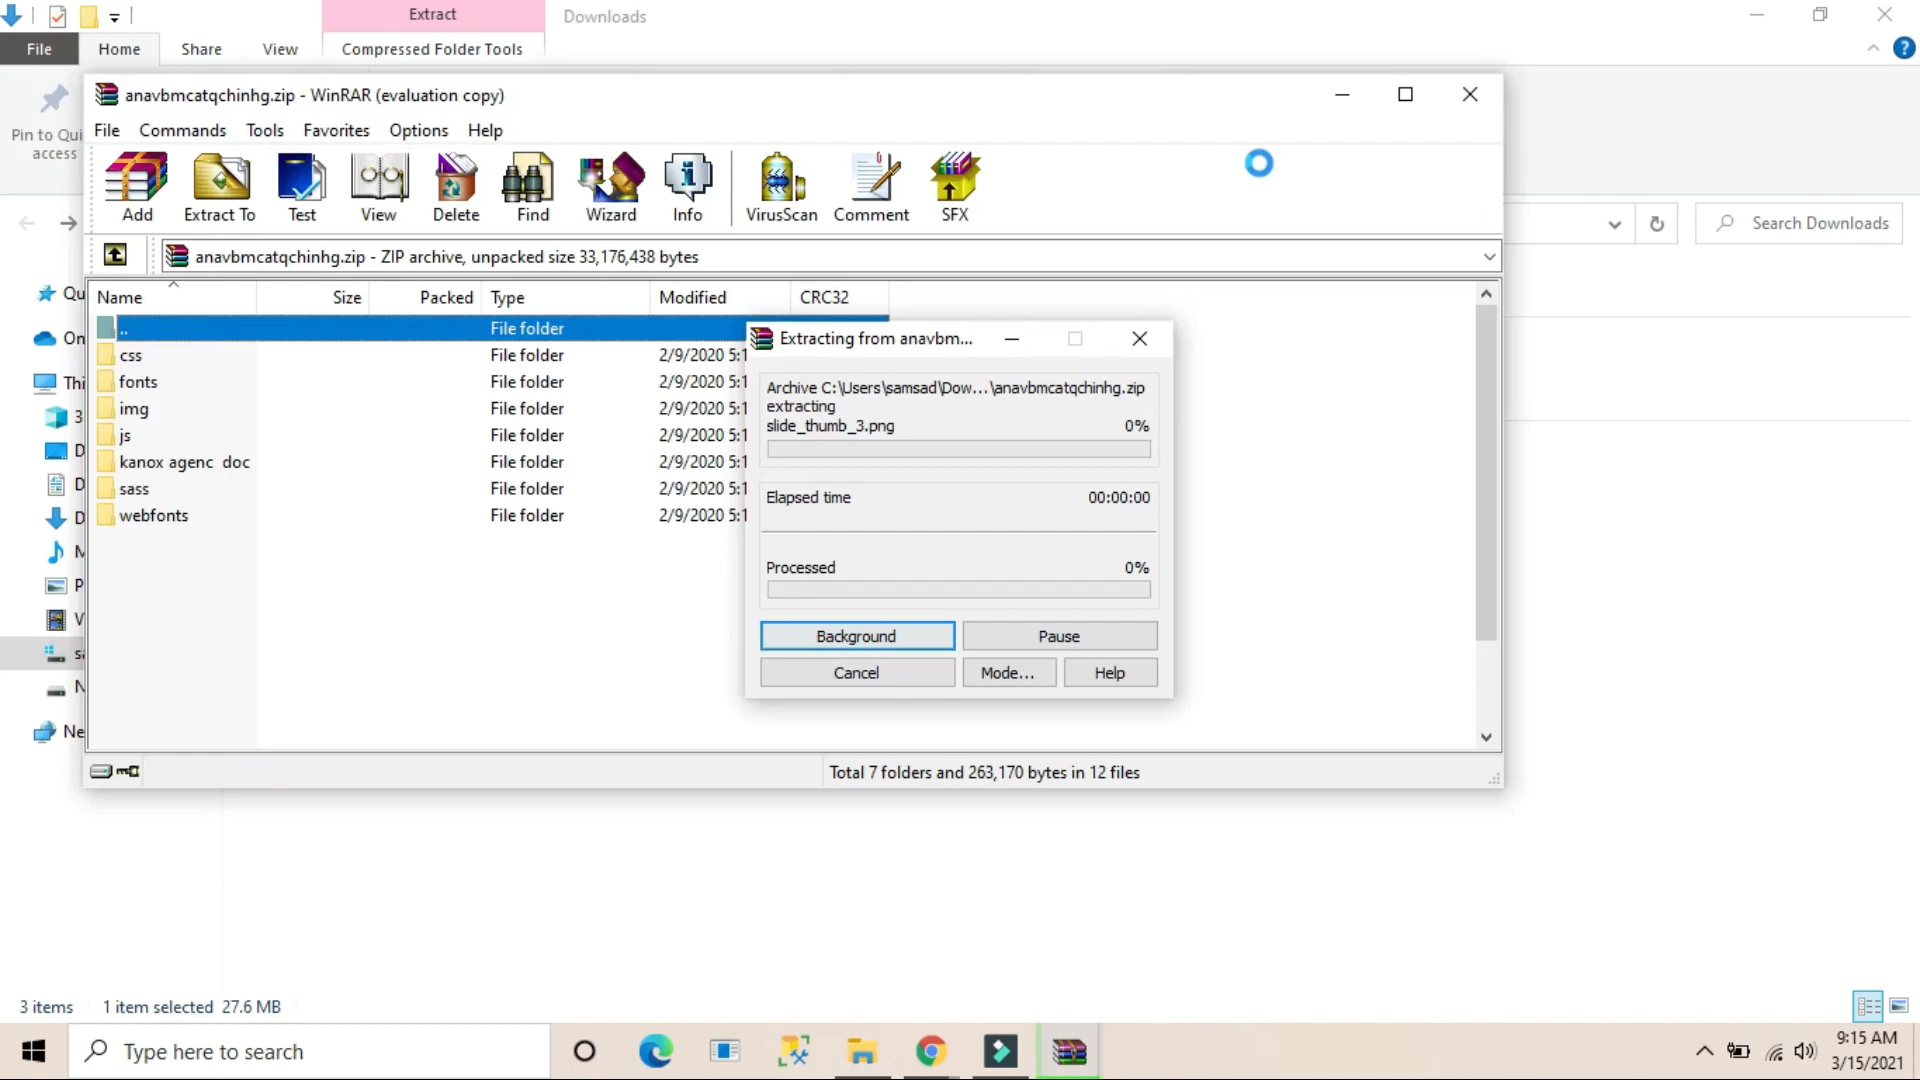 Extract
Downloads
File
Home
Share
View
Compressed Folder Tools
Pin to Qui
access
anavbmcatqchinhg.zip - WinRAR (evaluation copy)
File
Commands
Tools
Favorites
Options
Help
Add
Extract To
Test
View
Delete
Find
Wizard
Info
VirusScan
Comment
SFX
anavbmcatqchinhg.zip - ZIP archive, unpacked size 33,176,438 bytes
Search Downloads
Name
Size
Packed
Type
Modified
CRC32
.. File folder
css File folder 2/9/2020 5:1
fonts File folder 2/9/2020 5:1
img File folder 2/9/2020 5:1
js File folder 2/9/2020 5:1
kanox agenc doc File folder 2/9/2020 5:1
sass File folder 2/9/2020 5:1
webfonts File folder 2/9/2020 5:1
Qu
On
Thi
3
D
D
D
M
P
V
sa
N
Ne
Extracting from anavbm...
Archive C:\Users\samsad\Dow...\anavbmcatqchinhg.zip
extracting
slide_thumb_3.png 0%
Elapsed time 00:00:00
Processed 0%
Background
Pause
Cancel
Mode...
Help
Total 7 folders and 263,170 bytes in 12 files
3 items
1 item selected 27.6 MB
Type here to search
9:15 AM
3/15/2021